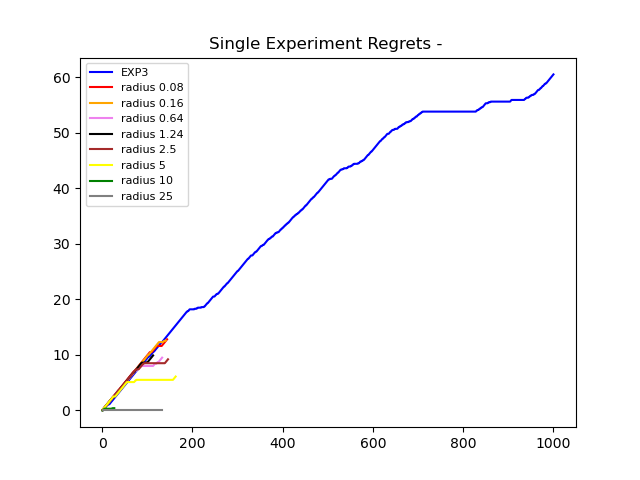 Single Experiment Regrets -
EXP3
radius 0.08
radius 0.16
radius 0.64
radius 1.24
radius 2.5
radius 5
radius 10
radius 25
60
50
40
30
20
10
0
0 200 400 600 800 1000